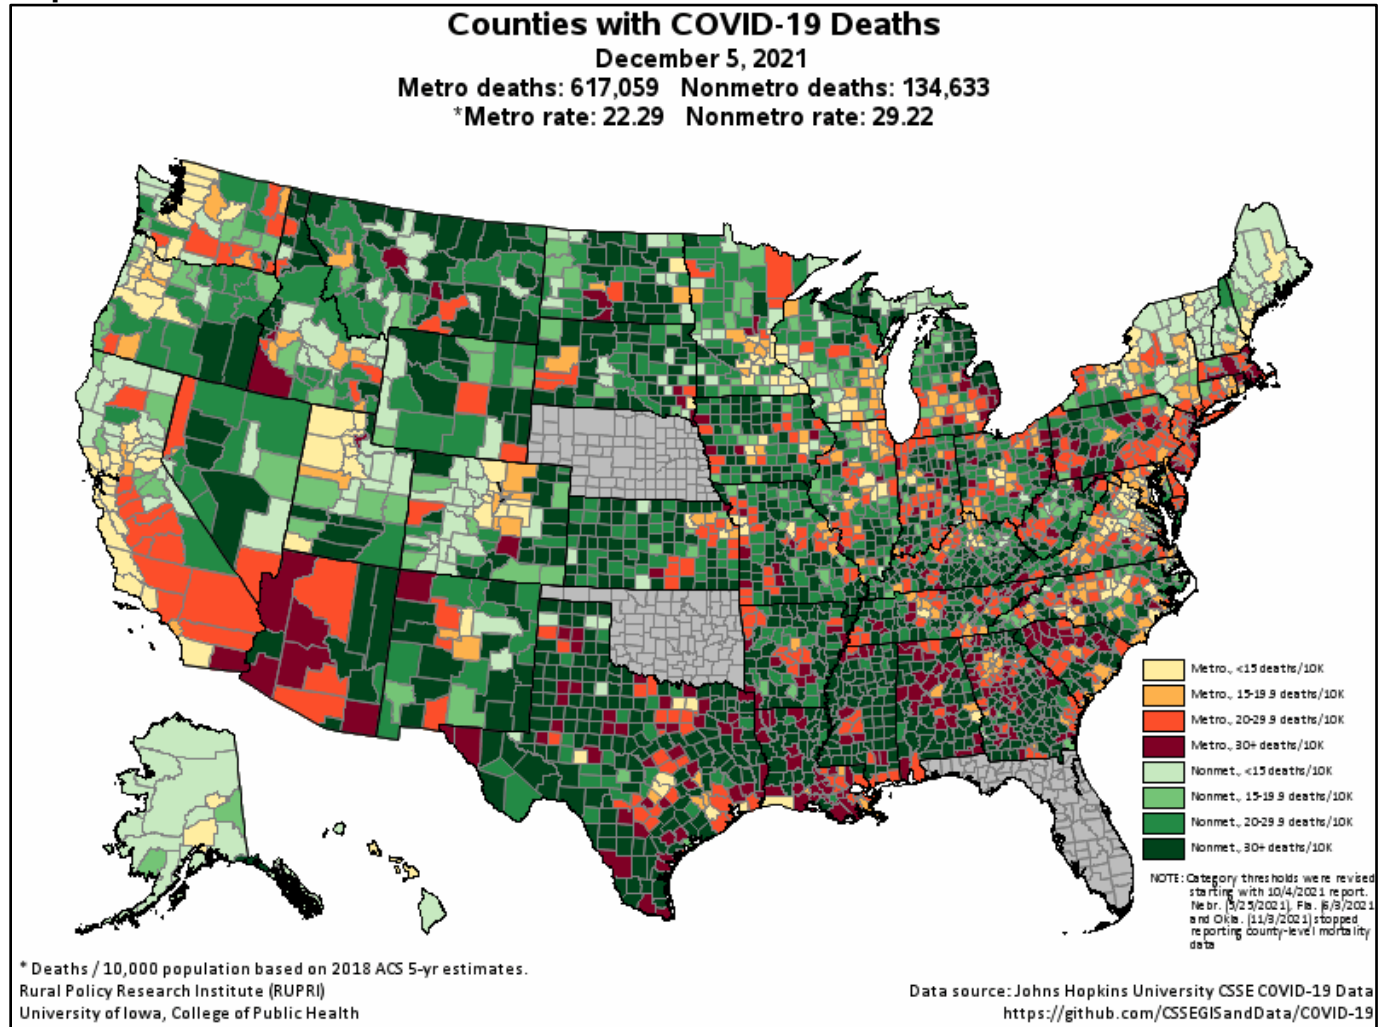 Counties with COVID-19 Deaths
December 5, 2021
Metro deaths: 617,059 Nonmetro deaths: 134,633
*Metro rate: 22.29 Nonmetro rate: 29.22
Metro., <15 deaths/10K
Metro., 15-19.9 deaths/10K
Metro., 20-29.9 deaths/10K
Metro., 30+ deaths/10K
Nonmet., <15 deaths/10K
Nonmet., 15-19.9 deaths/10K
Nonmet., 20-29.9 deaths/10K
Nonmet., 30+ deaths/10K
NOTE: Category thresholds were revised
starting with 10/4/2021 report.
Nebr. (5/25/2021), Fla. (6/3/2021
and Okla. (11/3/2021) stopped
reporting county-level mortality
data
* Deaths / 10,000 population based on 2018 ACS 5-yr estimates.
Rural Policy Research Institute (RUPRI)
University of Iowa, College of Public Health
Data source: Johns Hopkins University CSSE COVID-19 Data
https://github.com/CSSEGISandData/COVID-19